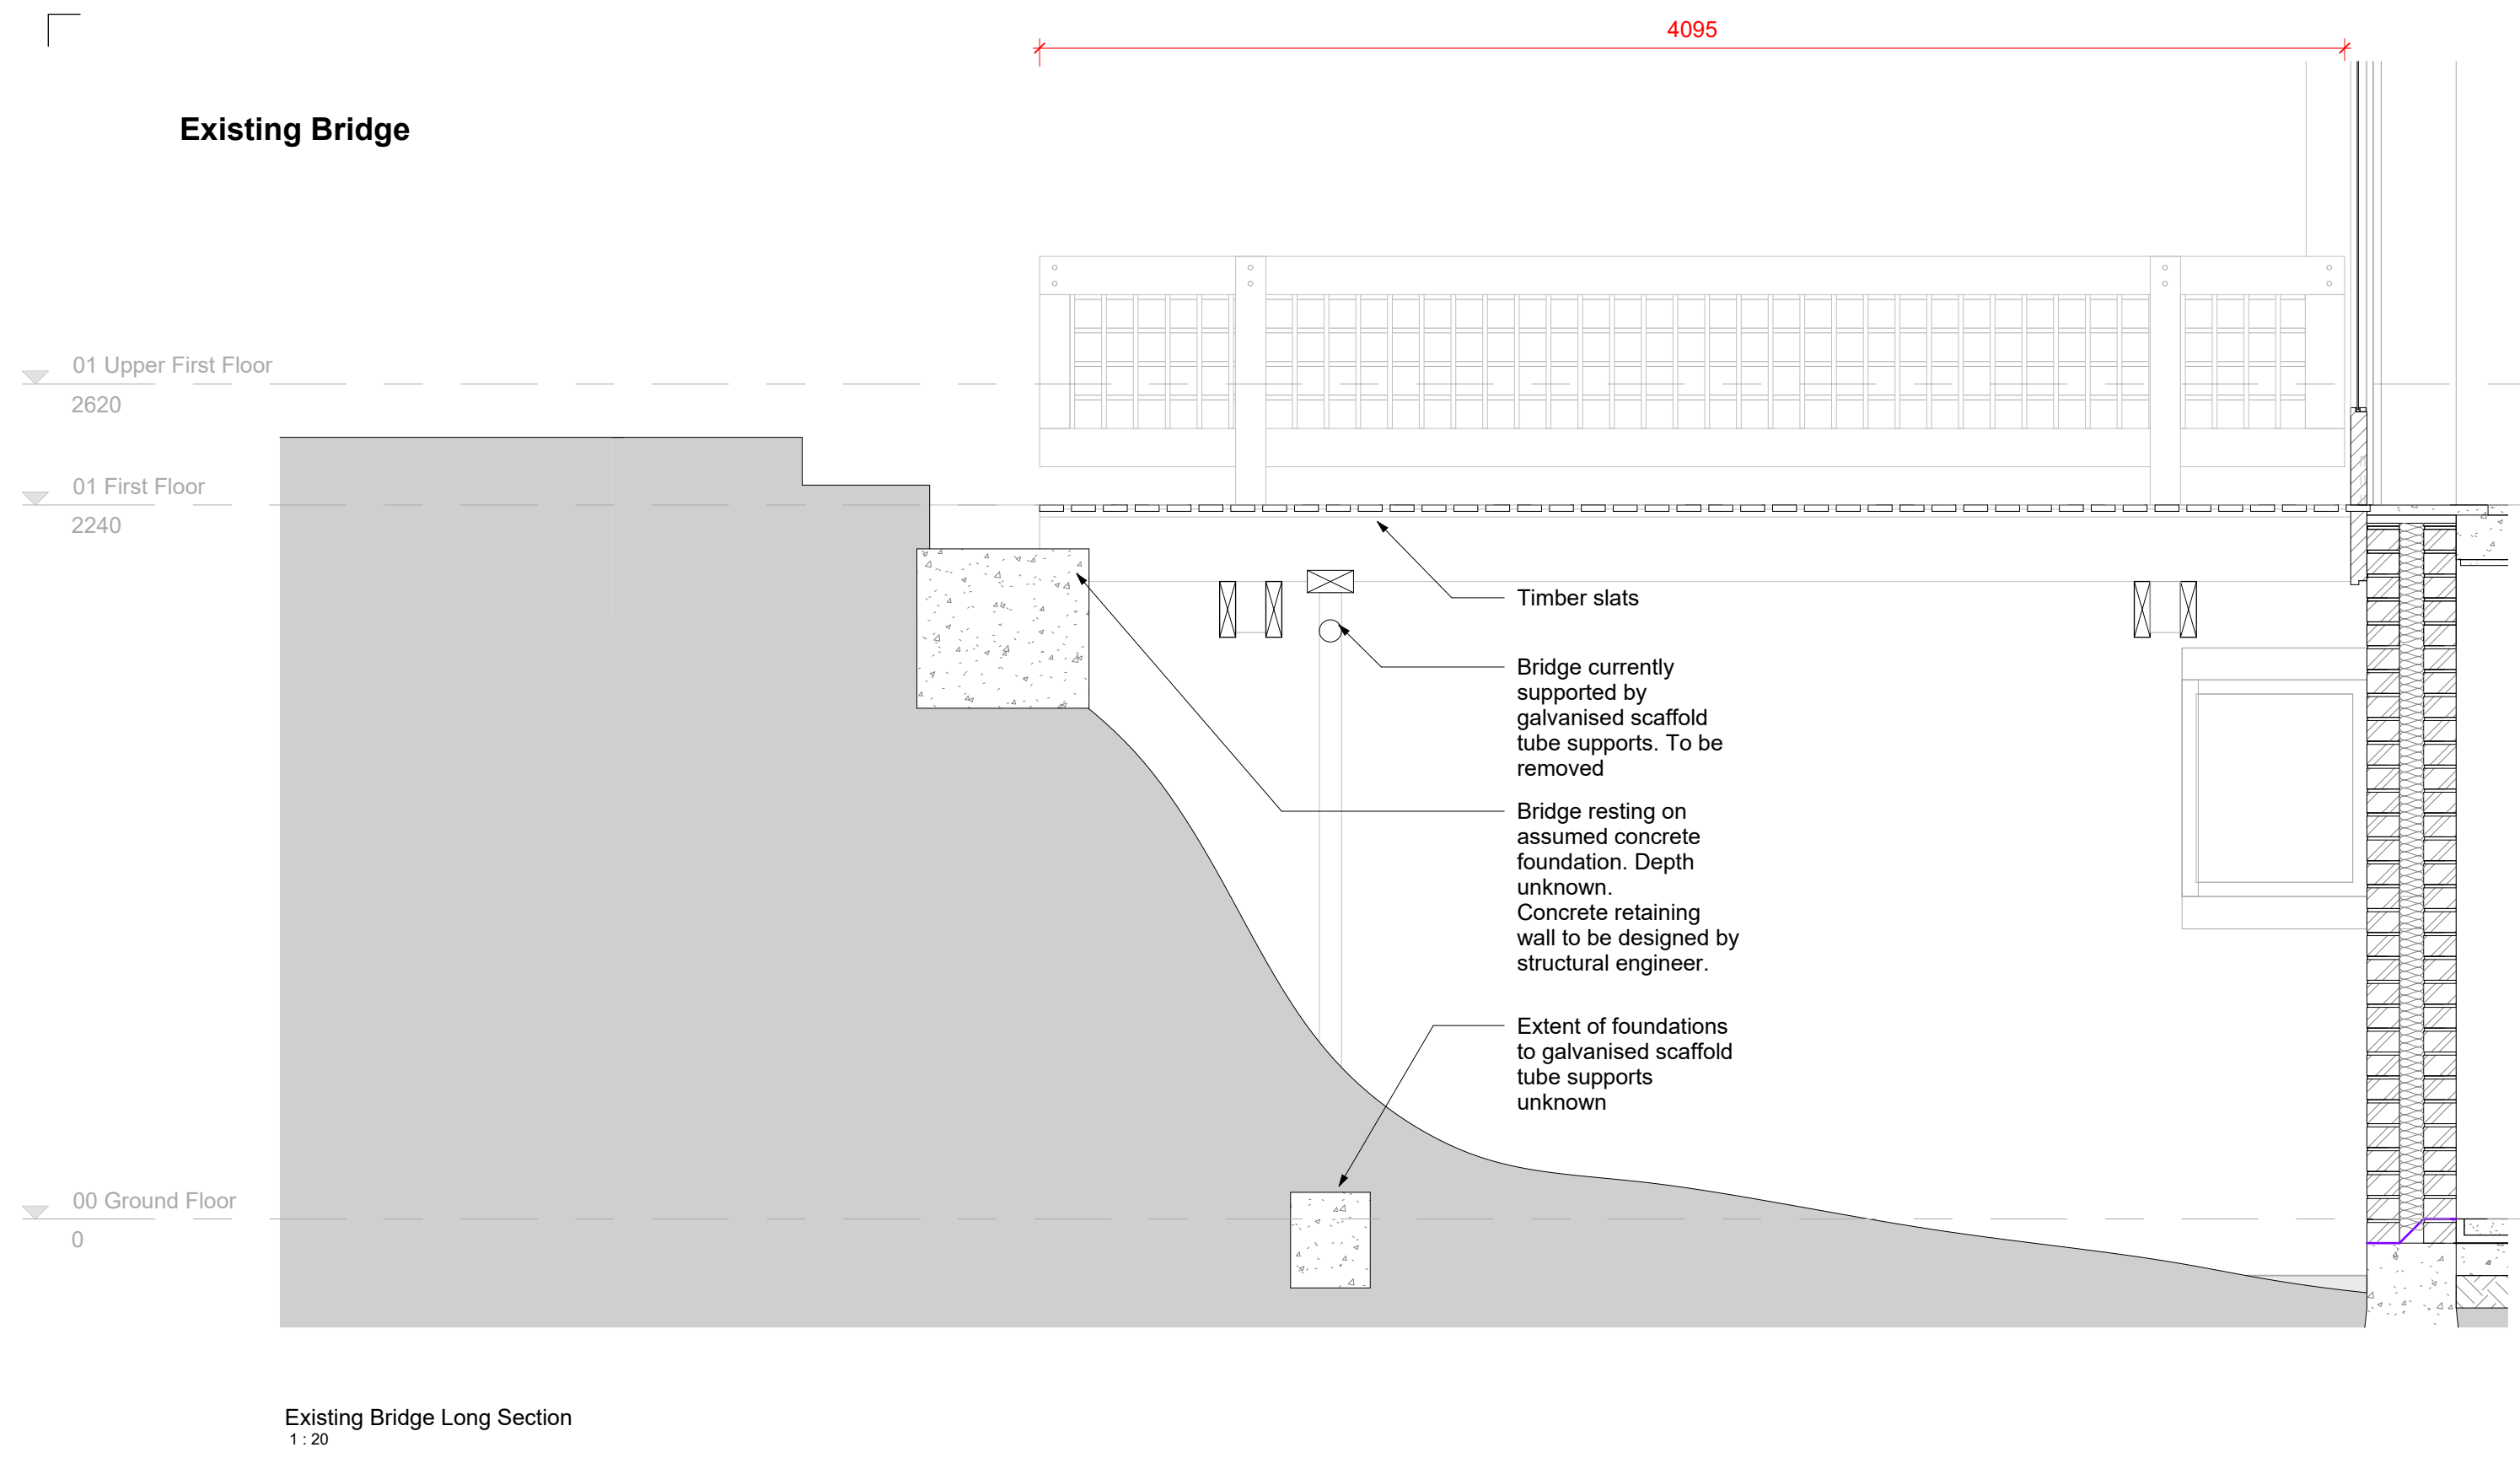 4095
Existing Bridge
01 Upper First Floor
2620
01 First Floor
2240
Timber slats
Bridge currently
supported by
galvanised scaffold
tube supports. To be
removed
Bridge resting on
assumed concrete
foundation. Depth
unknown.
Concrete retaining
wall to be designed by
structural engineer.
Extent of foundations
to galvanised scaffold
tube supports
unknown
00 Ground Floor
0
Existing Bridge Long Section
1 : 20